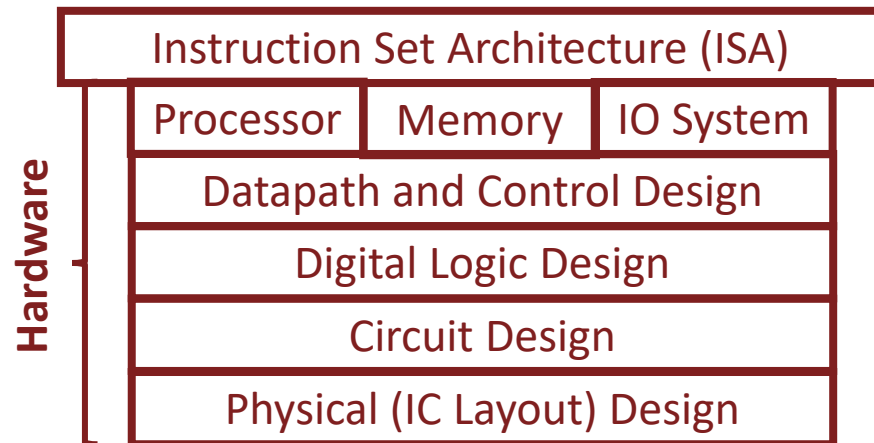 Instruction Set Architecture (ISA)
Processor
Memory
IO System
Datapath and Control Design
Digital Logic Design
Circuit Design
Physical (IC Layout) Design
Hardware